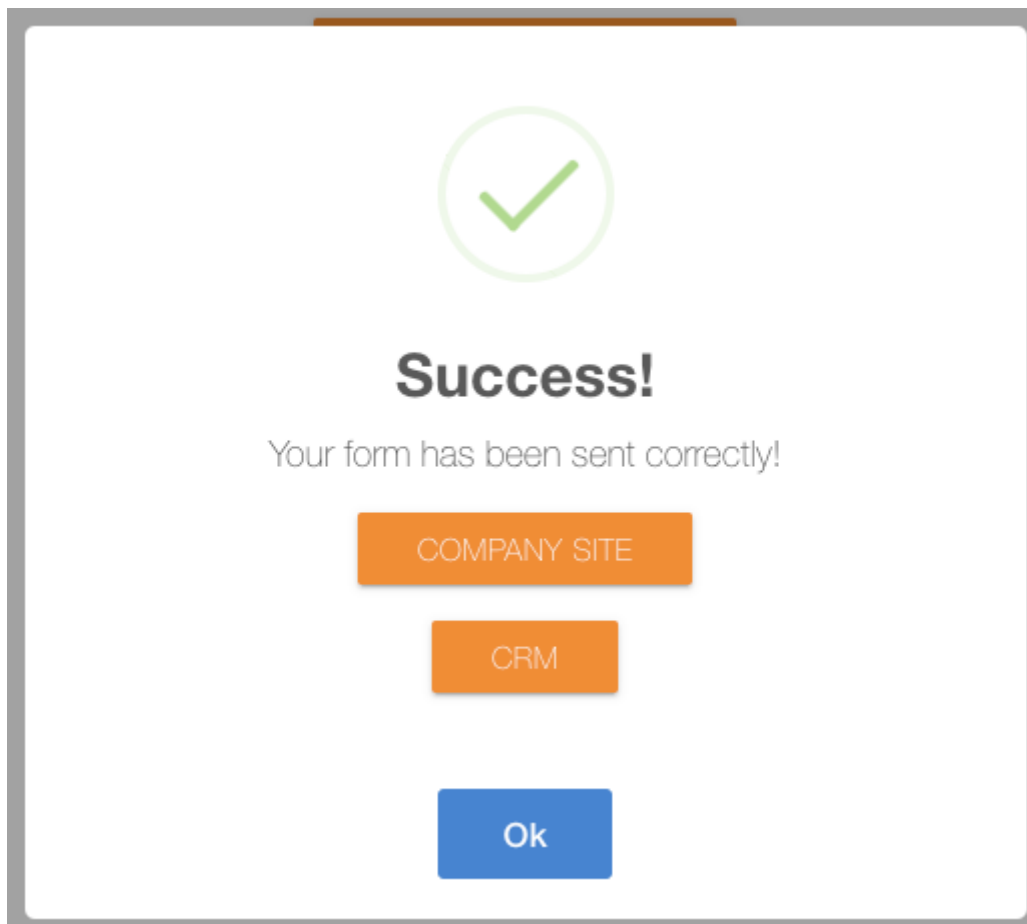 Success!
Your form has been sent correctly!
COMPANY SITE
CRM
Ok